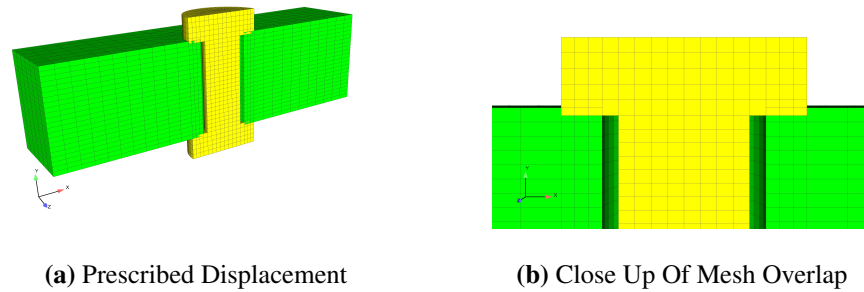 Y
X
Z
Y
X
Z
(a) Prescribed Displacement
(b) Close Up Of Mesh Overlap